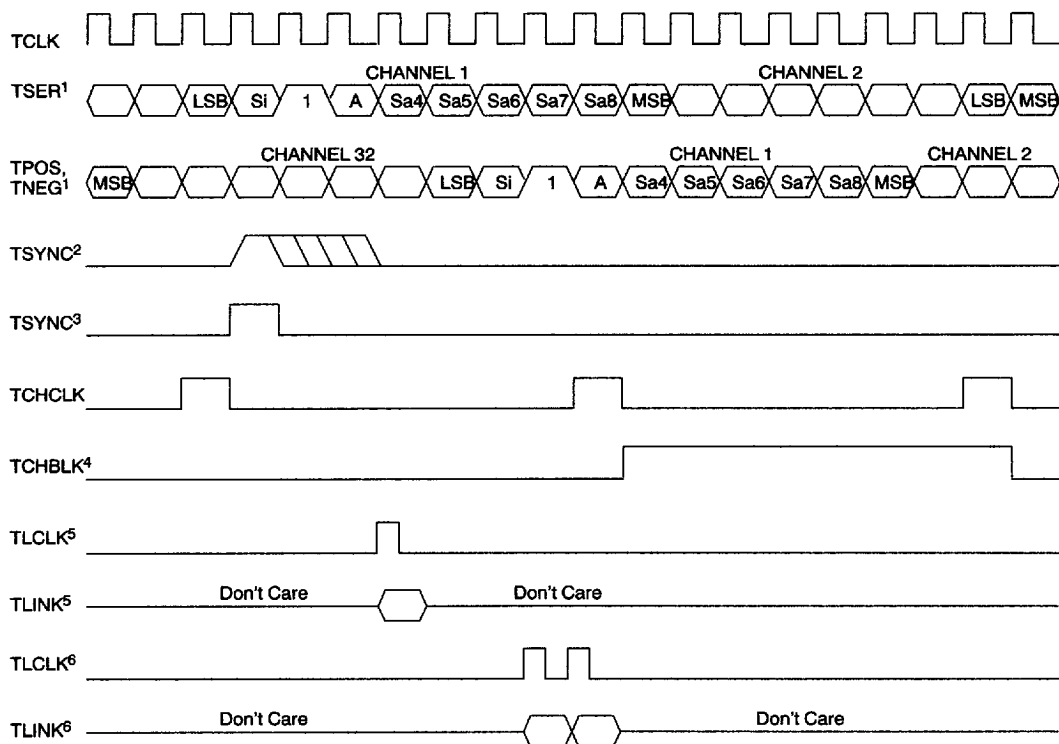 TCLK
CHANNEL 1 CHANNEL 2
TSER¹ LSB Si 1 A Sa4 Sa5 Sa6 Sa7 Sa8 MSB LSB MSB
CHANNEL 32 CHANNEL 1 CHANNEL 2
TPOS,
TNEG¹ MSB LSB Si 1 A Sa4 Sa5 Sa6 Sa7 Sa8 MSB
TSYNC²
TSYNC³
TCHCLK
TCHBLK⁴
TLCLK⁵
TLINK⁵ Don't Care Don't Care
TLCLK⁶
TLINK⁶ Don't Care Don't Care